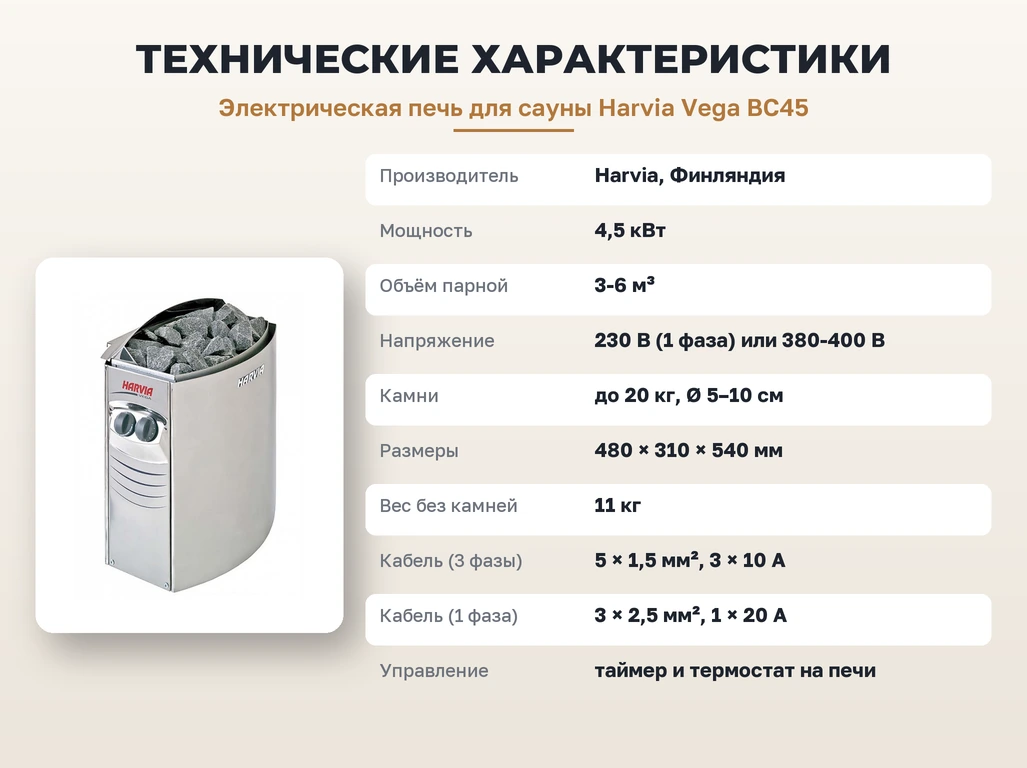 ТЕХНИЧЕСКИЕ ХАРАКТЕРИСТИКИ
Электрическая печь для сауны Harvia Vega BC45
Производитель Harvia, Финляндия
Мощность 4,5 кВт
Объём парной 3-6 м³
Напряжение 230 В (1 фаза) или 380-400 В
Камни до 20 кг, Ø 5–10 см
Размеры 480 × 310 × 540 мм
Вес без камней 11 кг
Кабель (3 фазы) 5 × 1,5 мм², 3 × 10 А
Кабель (1 фаза) 3 × 2,5 мм², 1 × 20 А
Управление таймер и термостат на печи
HARVIA
HARVIA
VEGA